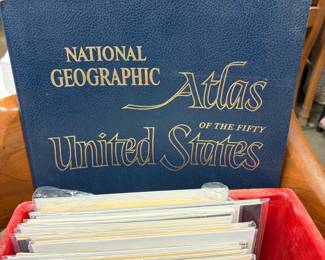 NATIONAL
GEOGRAPHIC
Atlas
OF THE FIFTY
United States